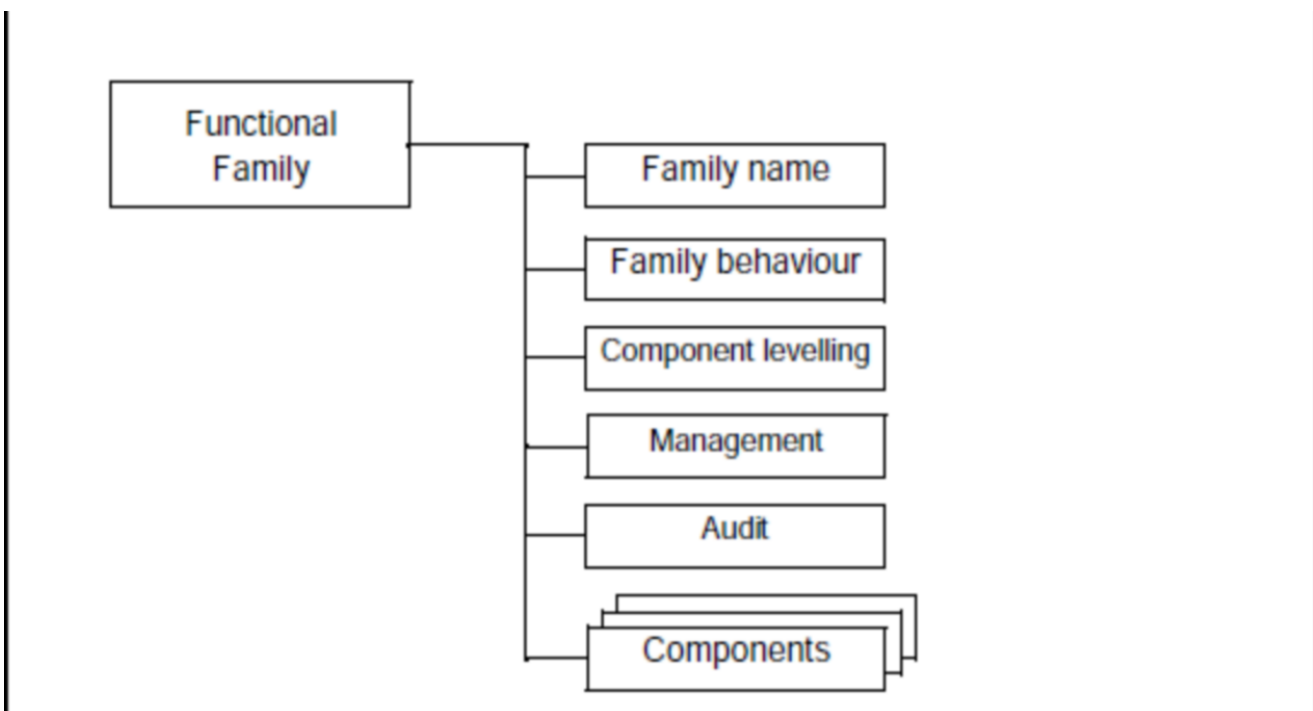 Functional
Family
Family name
Family behaviour
Component levelling
Management
Audit
Components